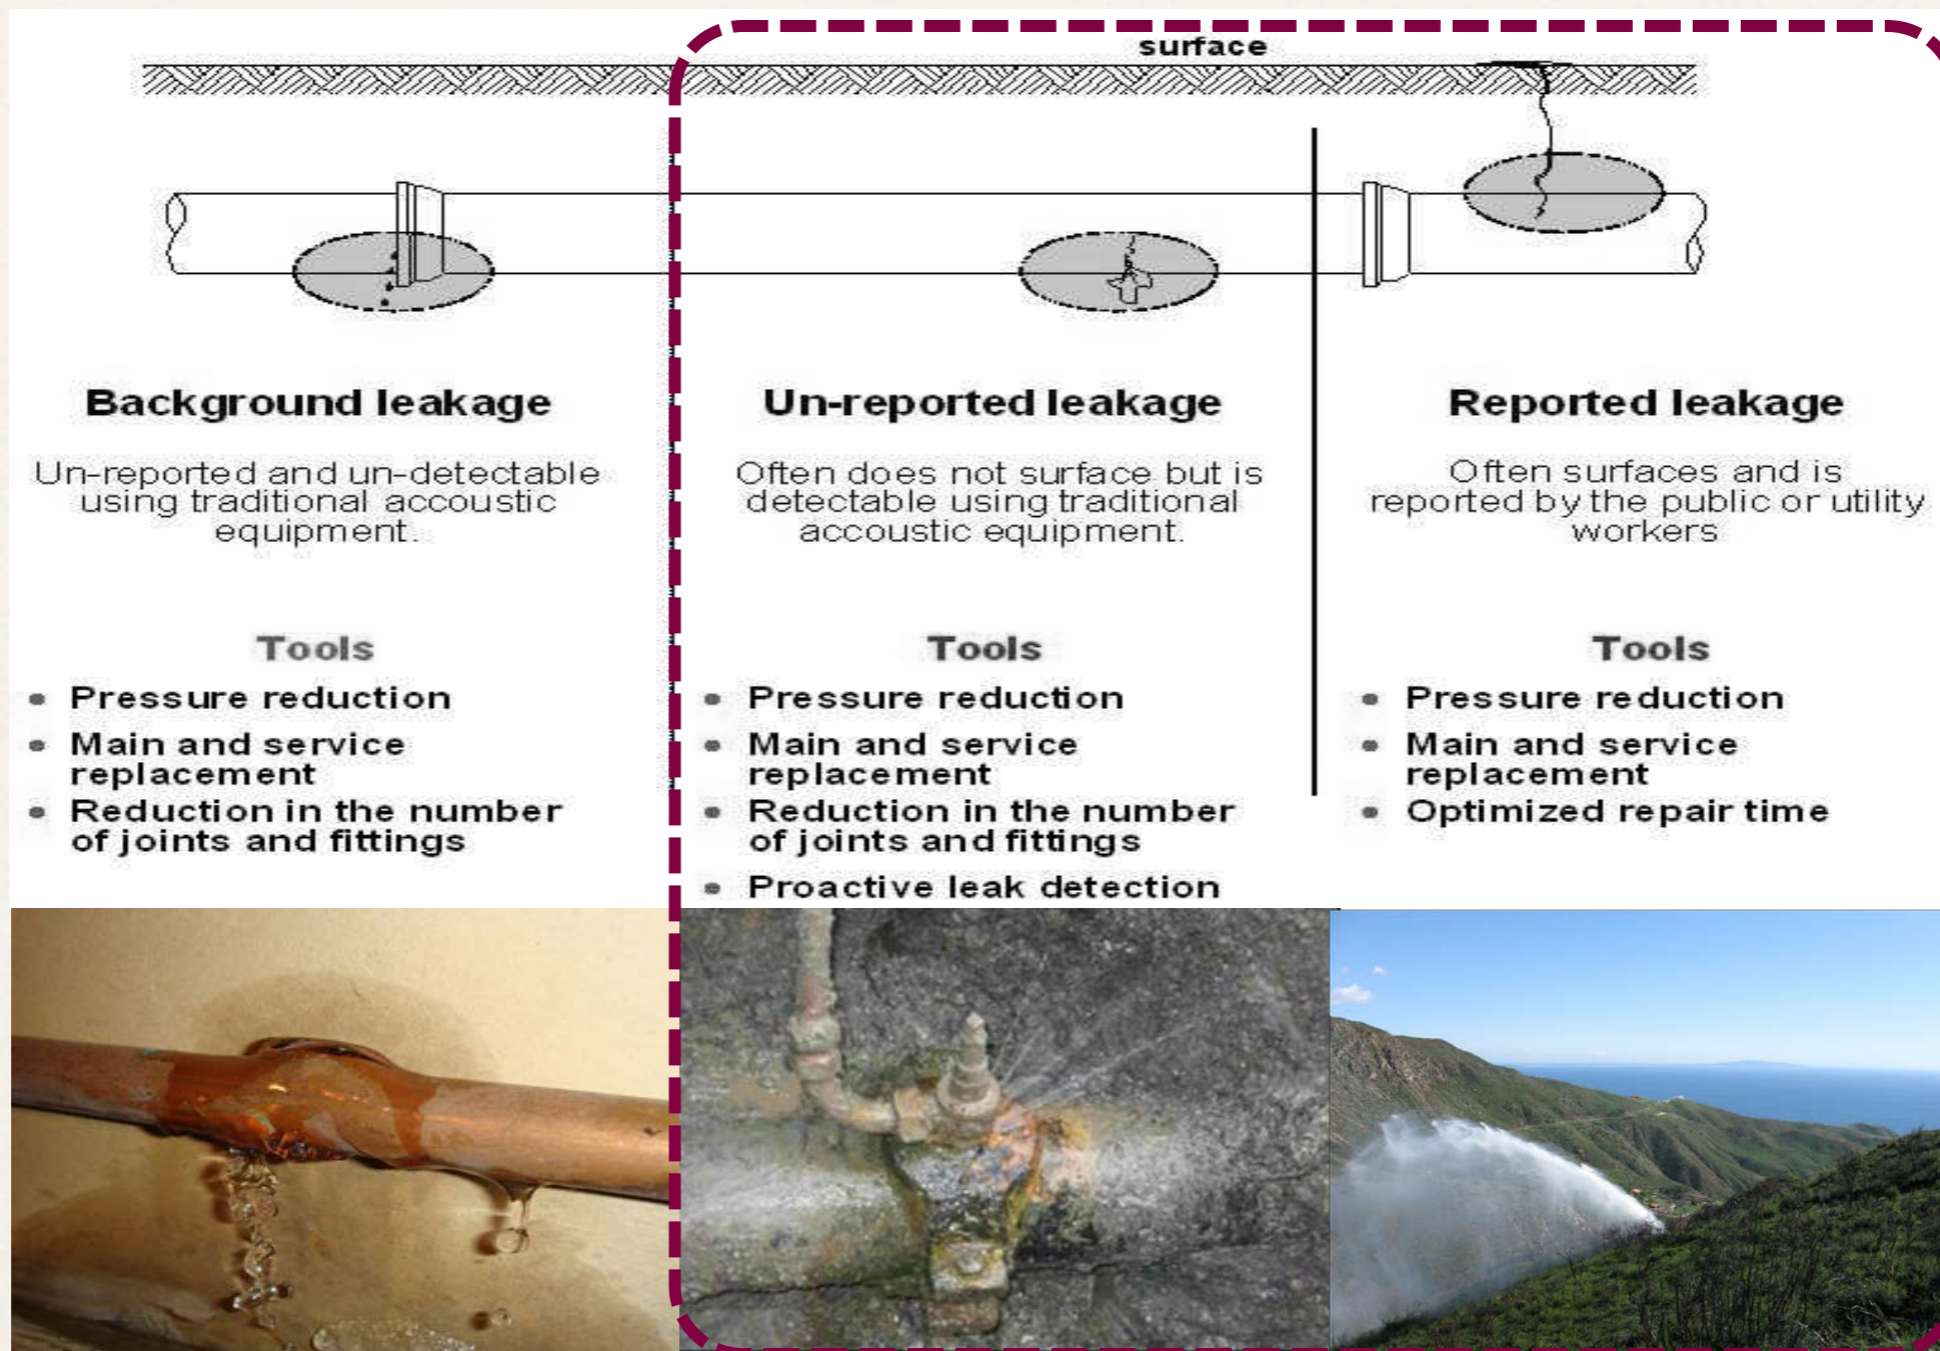 surface
Background leakage
Un-reported and un-detectable
using traditional accoustic
equipment.
Tools
• Pressure reduction
• Main and service
replacement
• Reduction in the number
of joints and fittings
Un-reported leakage
Often does not surface but is
detectable using traditional
accoustic equipment.
Tools
• Pressure reduction
• Main and service
replacement
• Reduction in the number
of joints and fittings
• Proactive leak detection
Reported leakage
Often surfaces and is
reported by the public or utility
workers
Tools
• Pressure reduction
• Main and service
replacement
• Optimized repair time